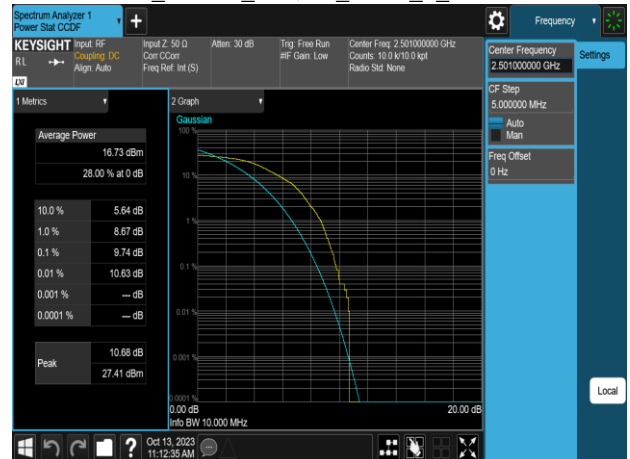 Spectrum Analyzer 1
Power Stat CCDF
Frequency
KEYSIGHT
RL
LXI
Input: RF
Coupling: DC
Align: Auto
Input Z: 50 Ω
Corr CCorr
Freq Ref: Int (S)
Atten: 30 dB
Trig: Free Run
#IF Gain: Low
Center Freq: 2.501000000 GHz
Counts: 10.0 k/10.0 kpt
Radio Std: None
Center Frequency
2.501000000 GHz
Settings
CF Step
5.000000 MHz
Auto
Man
Freq Offset
0 Hz
1 Metrics
Average Power
16.73 dBm
28.00 % at 0 dB
10.0 % 5.64 dB
1.0 % 8.67 dB
0.1 % 9.74 dB
0.01 % 10.63 dB
0.001 % --- dB
0.0001 % --- dB
Peak 10.68 dB
27.41 dBm
2 Graph
Gaussian
100 %
10 %
1 %
0.1 %
0.01 %
0.001 %
0.0001 %
0.00 dB 20.00 dB
Info BW 10.000 MHz
Local
?
Oct 13, 2023
11:12:35 AM